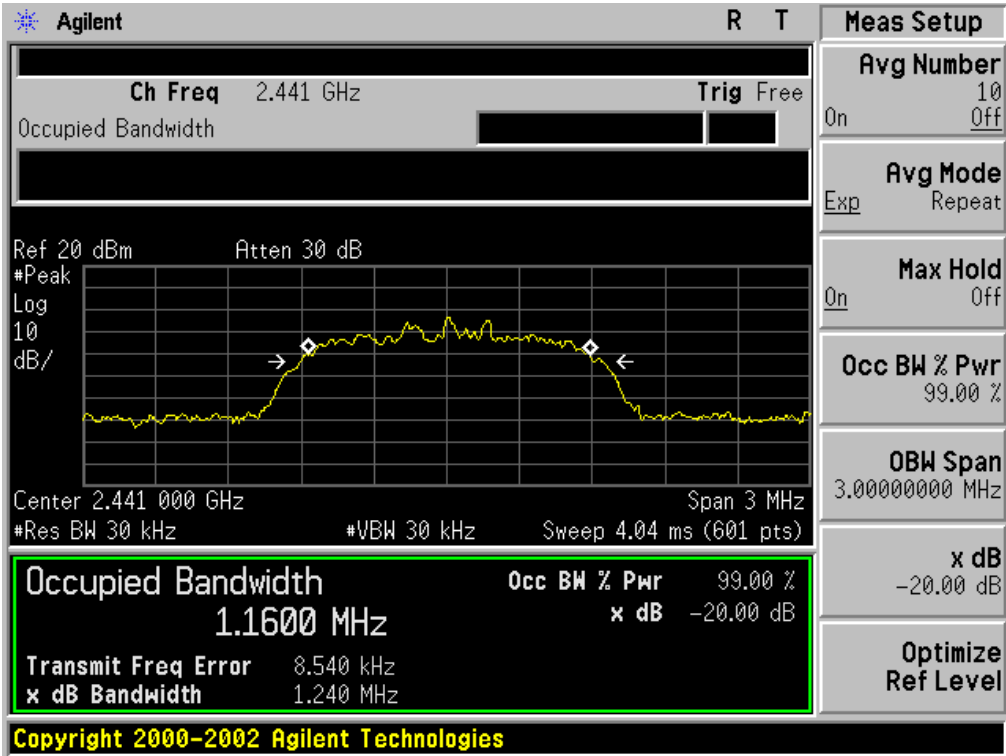 Agilent R T
Meas Setup
Ch Freq 2.441 GHz Trig Free
Occupied Bandwidth
Ref 20 dBm Atten 30 dB
#Peak
Log
10
dB/
Center 2.441 000 GHz Span 3 MHz
#Res BW 30 kHz #VBW 30 kHz Sweep 4.04 ms (601 pts)
Occupied Bandwidth
1.1600 MHz
Occ BW % Pwr 99.00 %
x dB -20.00 dB
Transmit Freq Error 8.540 kHz
x dB Bandwidth 1.240 MHz
Avg Number
10
On Off
Avg Mode
Exp Repeat
Max Hold
On Off
Occ BW % Pwr
99.00 %
OBW Span
3.00000000 MHz
x dB
-20.00 dB
Optimize
Ref Level
Copyright 2000-2002 Agilent Technologies